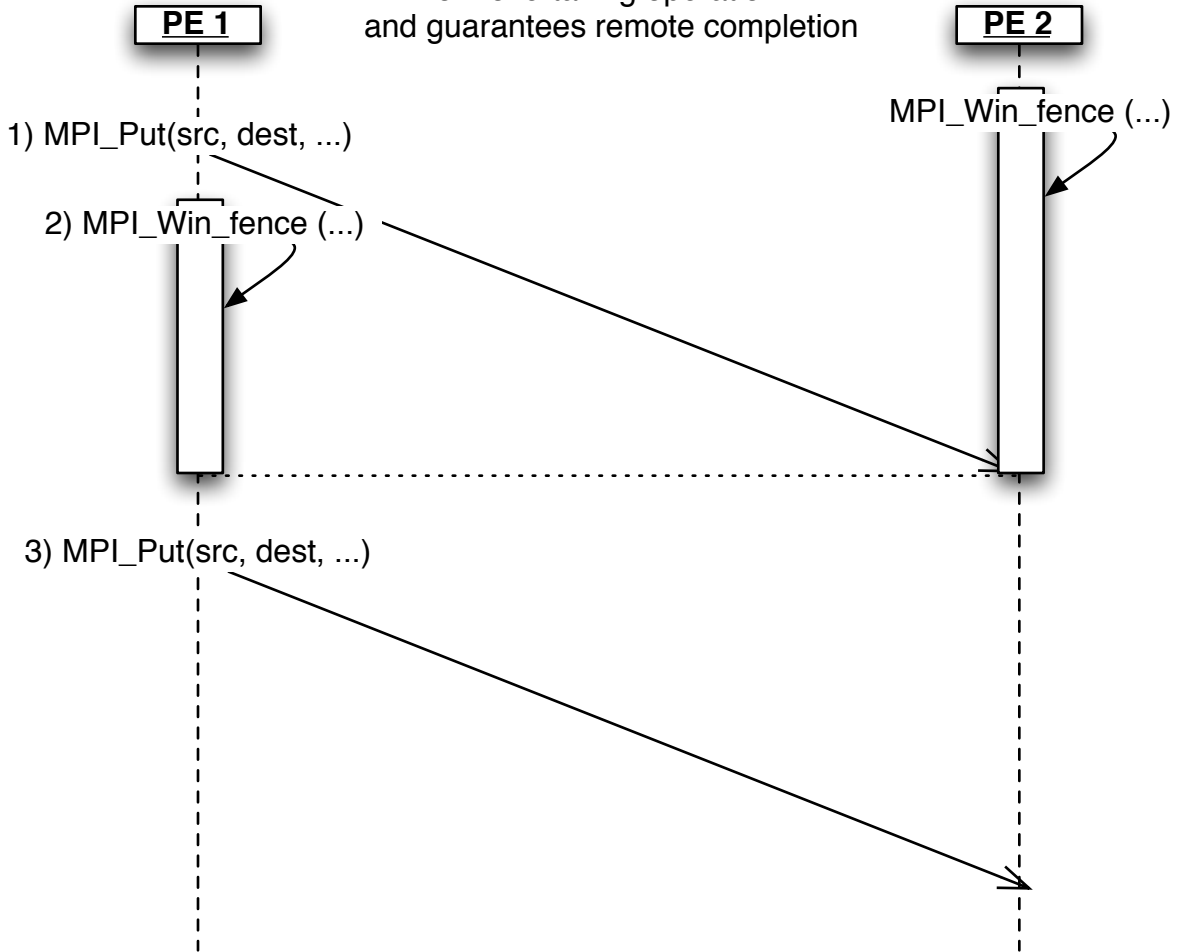 PE 1
and guarantees remote completion
PE 2
MPI_Win_fence (...)
1) MPI_Put(src, dest, ...)
2) MPI_Win_fence (...)
3) MPI_Put(src, dest, ...)